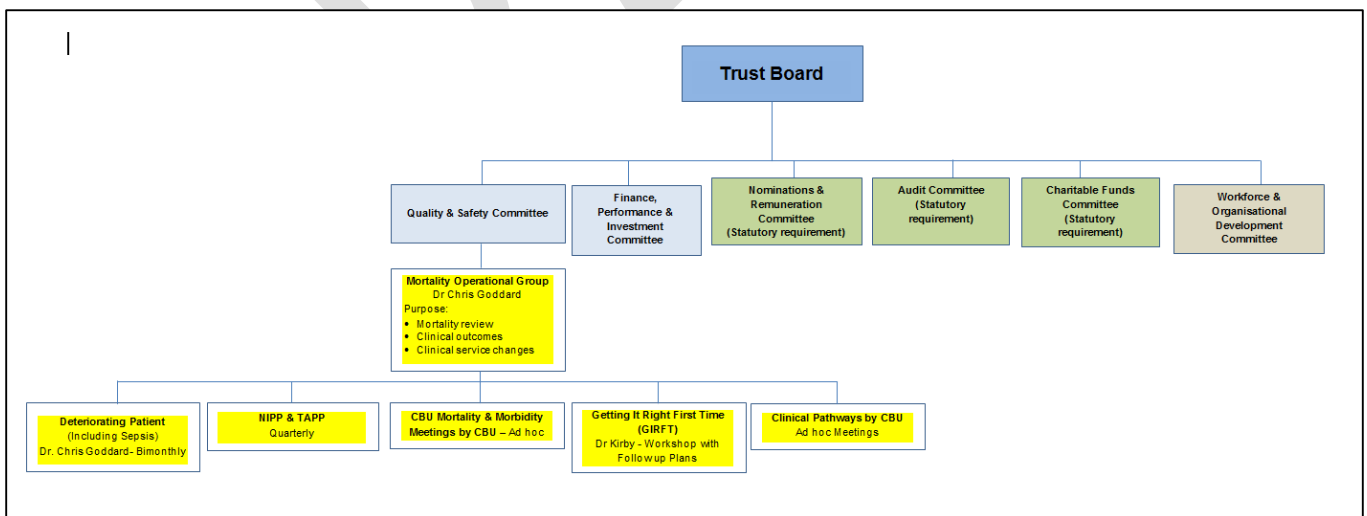 Trust Board
Quality & Safety Committee
Finance,
Performance &
Investment
Committee
Nominations &
Remuneration
Committee
(Statutory requirement)
Audit Committee
(Statutory
requirement)
Charitable Funds
Committee
(Statutory
requirement)
Workforce &
Organisational
Development
Committee
Mortality Operational Group
Dr Chris Goddard
Purpose:
• Mortality review
• Clinical outcomes
• Clinical service changes
Deteriorating Patient
(Including Sepsis)
Dr. Chris Goddard- Bimonthly
NIPP & TAPP
Quarterly
CBU Mortality & Morbidity
Meetings by CBU – Ad hoc
Getting It Right First Time
(GIRFT)
Dr Kirby - Workshop with
Follow up Plans
Clinical Pathways by CBU
Ad hoc Meetings